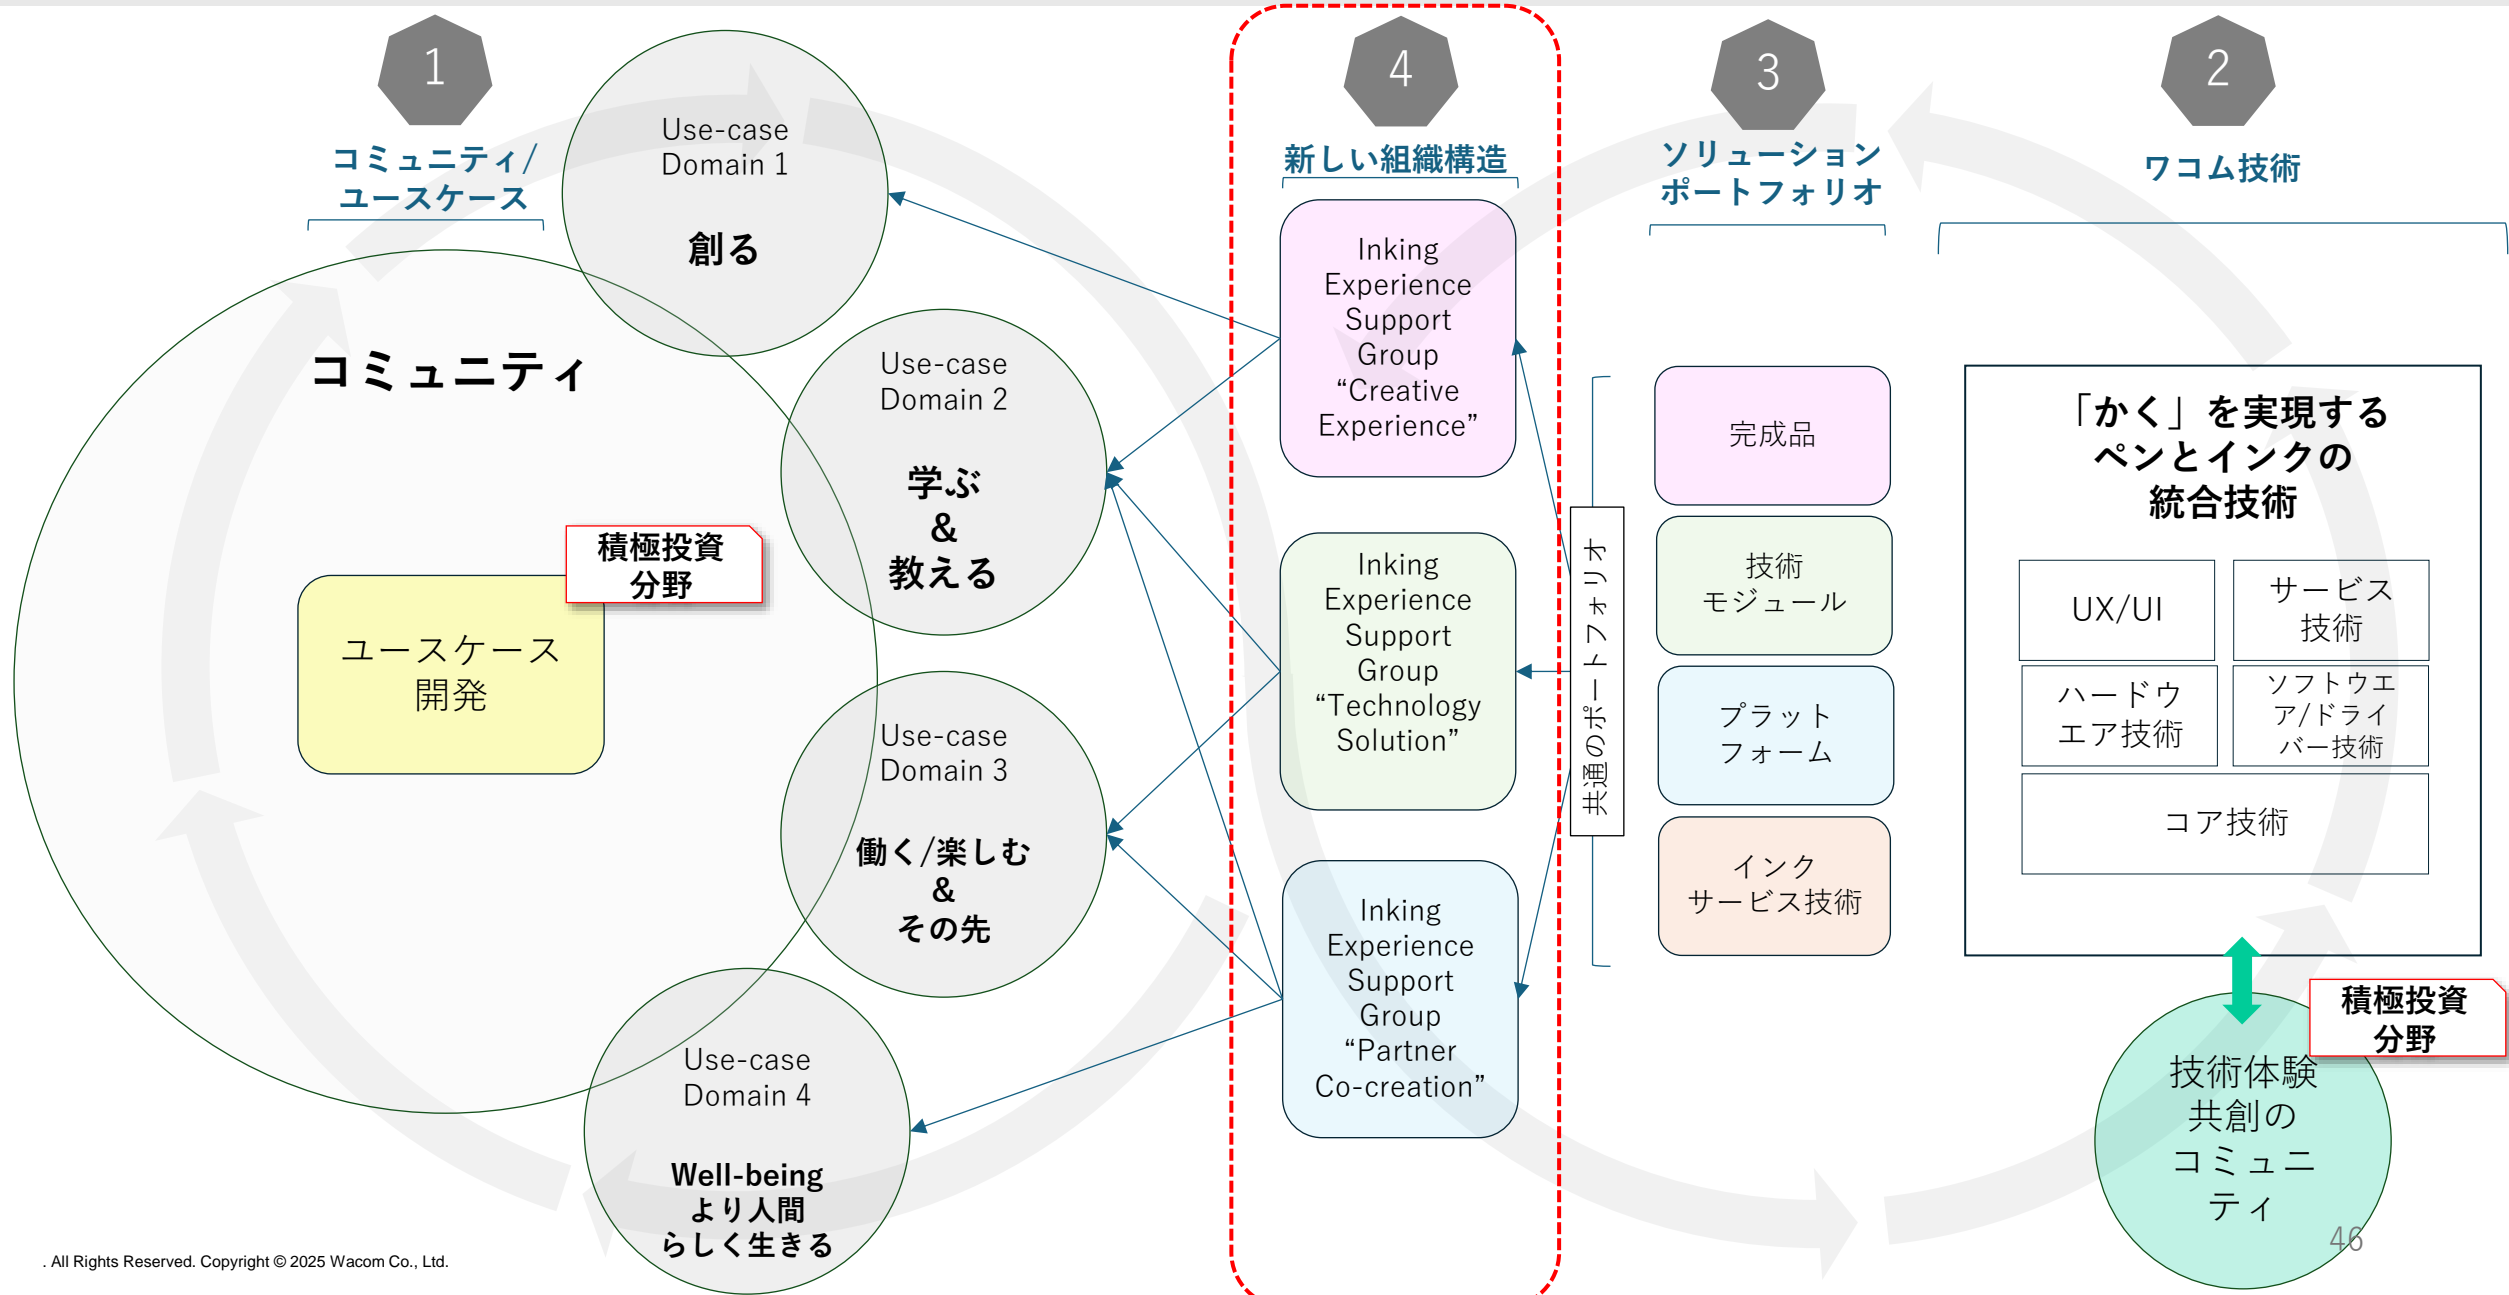 1
コミュニティ/
ユースケース
Use-case
Domain 1
創る
コミュニティ
積極投資
分野
ユースケース
開発
Use-case
Domain 2
学ぶ
&
教える
Use-case
Domain 3
働く/楽しむ
&
その先
Use-case
Domain 4
Well-being
より人間
らしく生きる
4
新しい組織構造
Inking
Experience
Support
Group
“Creative
Experience”
Inking
Experience
Support
Group
“Technology
Solution”
Inking
Experience
Support
Group
“Partner
Co-creation”
共通のポートフォリオ
3
ソリューション
ポートフォリオ
完成品
技術
モジュール
プラット
フォーム
インク
サービス技術
2
ワコム技術
「かく」を実現する
ペンとインクの
統合技術
UX/UI
サービス
技術
ハードウ
エア技術
ソフトウエ
ア/ドライ
バー技術
コア技術
積極投資
分野
技術体験
共創の
コミュニ
ティ
46
. All Rights Reserved. Copyright © 2025 Wacom Co., Ltd.